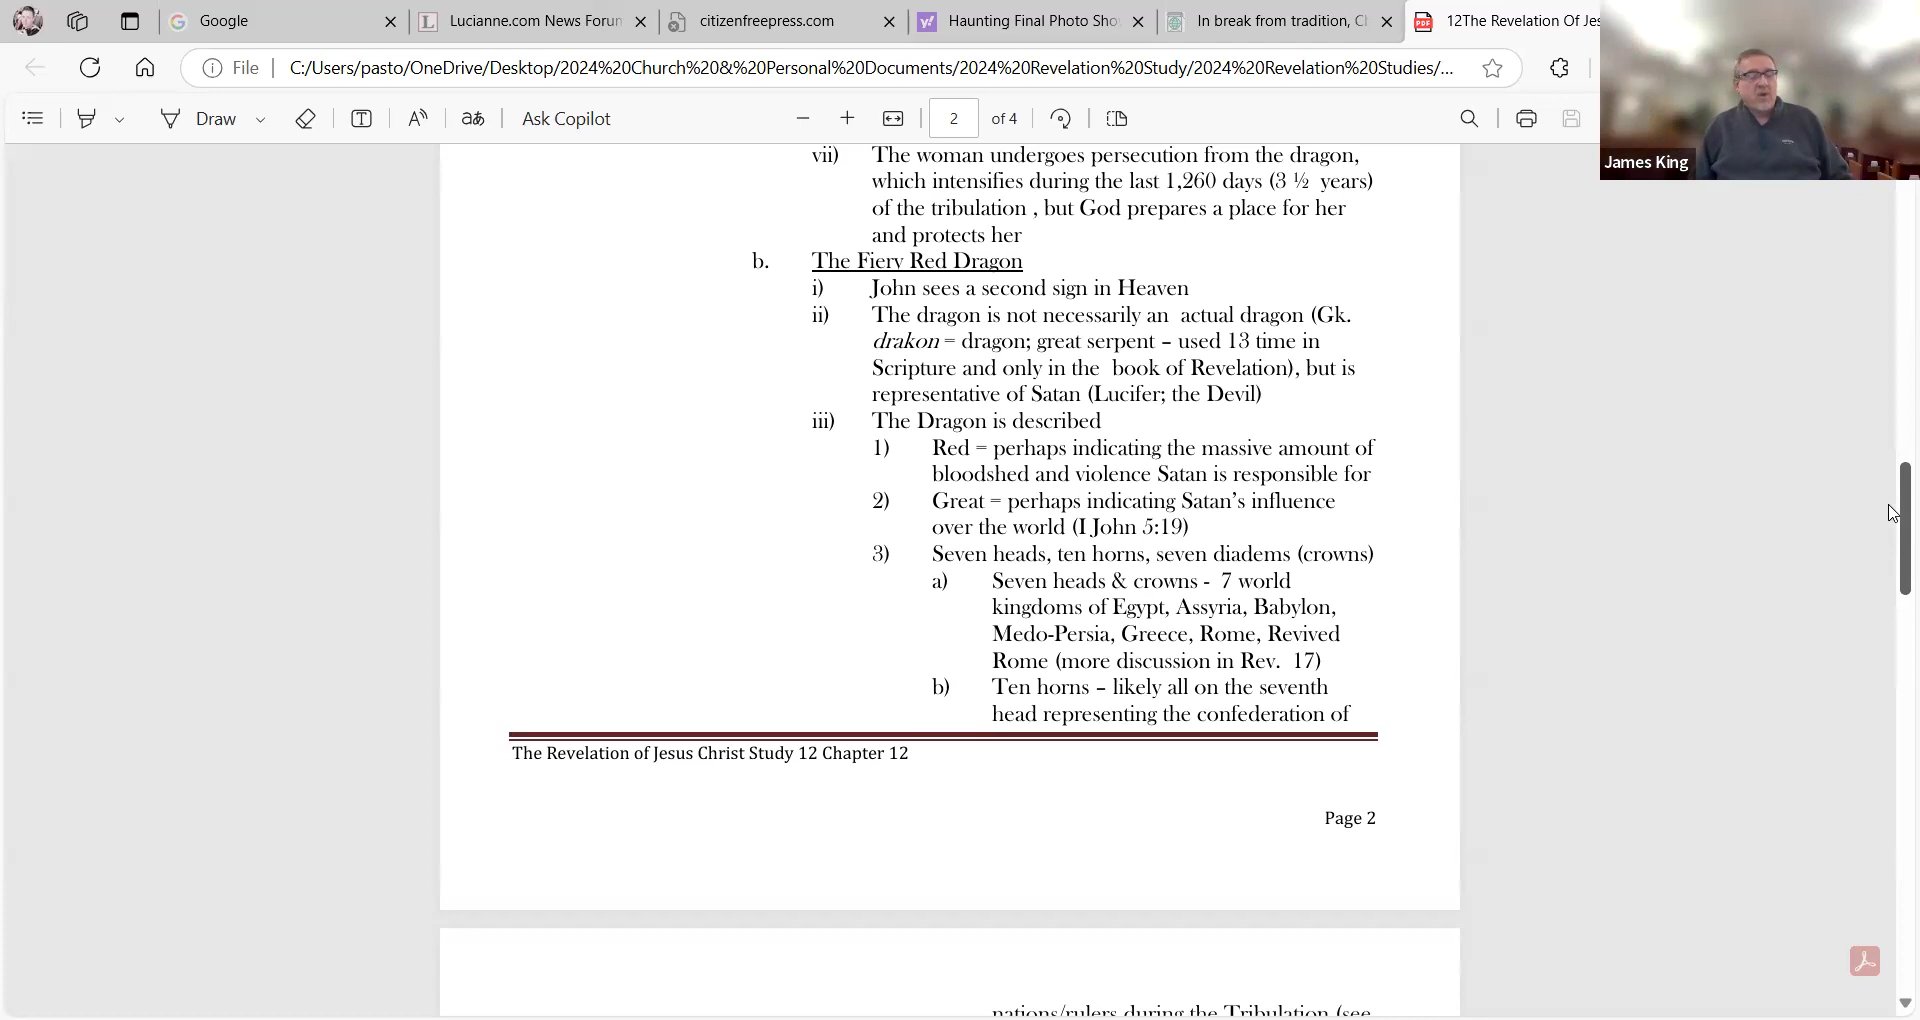 Google
Lucianne.com News Forum
citizenfreepress.com
Haunting Final Photo Sho
In break from tradition, C
12The Revelation Of Jes
File
C:/Users/pasto/OneDrive/Desktop/2024%20Church%20&%20Personal%20Documents/2024%20Revelation%20Study/2024%20Revelation%20Studies/...
Draw
Ask Copilot
2
of 4
James King
vii) The woman undergoes persecution from the dragon,
which intensifies during the last 1,260 days (3 ½ years)
of the tribulation , but God prepares a place for her
and protects her
b. The Fiery Red Dragon
i) John sees a second sign in Heaven
ii) The dragon is not necessarily an actual dragon (Gk.
drakon = dragon; great serpent – used 13 time in
Scripture and only in the book of Revelation), but is
representative of Satan (Lucifer; the Devil)
iii) The Dragon is described
1) Red = perhaps indicating the massive amount of
bloodshed and violence Satan is responsible for
2) Great = perhaps indicating Satan’s influence
over the world (I John 5:19)
3) Seven heads, ten horns, seven diadems (crowns)
a) Seven heads & crowns - 7 world
kingdoms of Egypt, Assyria, Babylon,
Medo-Persia, Greece, Rome, Revived
Rome (more discussion in Rev. 17)
b) Ten horns – likely all on the seventh
head representing the confederation of
The Revelation of Jesus Christ Study 12 Chapter 12
Page 2
nations/rulers during the Tribulation (see